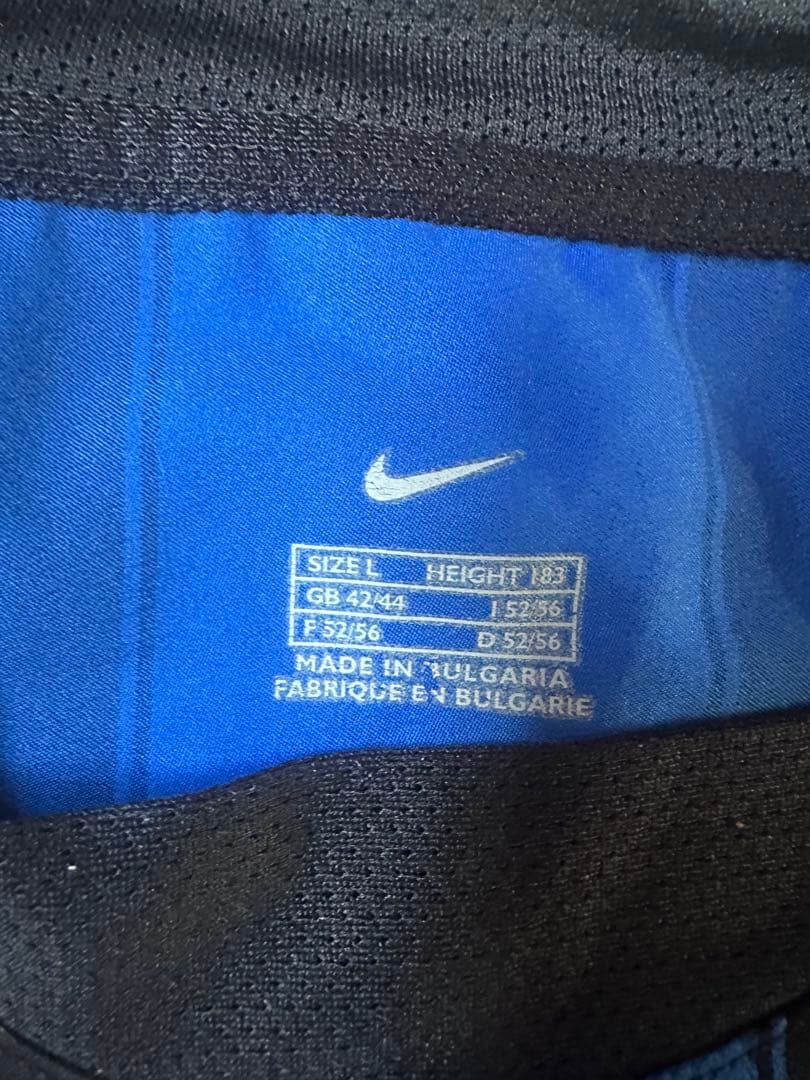 SIZE L HEIGHT 183
GB 42/44 I 52/56
F 52/56 D 52/56
MADE IN BULGARIA
FABRIQUE EN BULGARIE